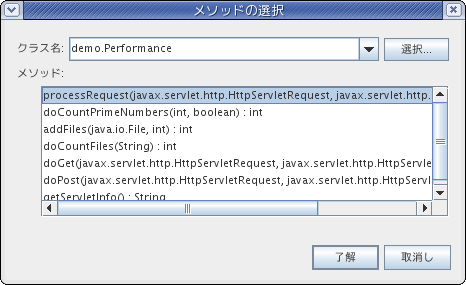 メソッドの選択
クラス名: demo.Performance 選択...
メソッド:
processRequest(javax.servlet.http.HttpServletRequest, javax.servlet.http.
doCountPrimeNumbers(int, boolean) : int
addFiles(java.io.File, int) : int
doCountFiles(String) : int
doGet(javax.servlet.http.HttpServletRequest, javax.servlet.http.HttpServl
doPost(javax.servlet.http.HttpServletRequest, javax.servlet.http.HttpServl
getServletInfo() : String
了解 取消し